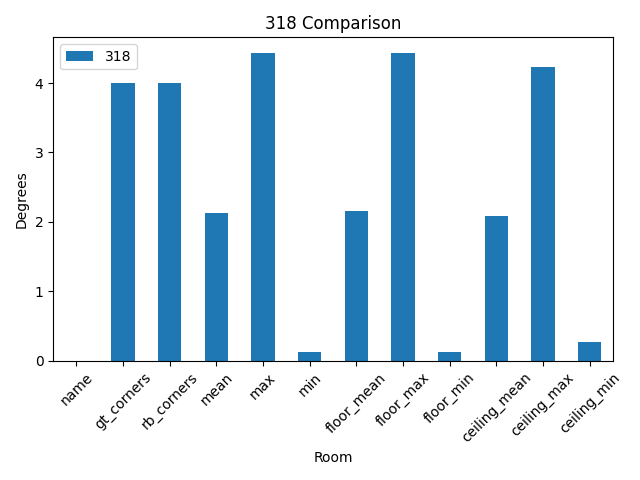 318 Comparison
318
Degrees
4
3
2
1
0
name
gt_corners
rb_corners
mean
max
min
floor_mean
floor_max
floor_min
ceiling_mean
ceiling_max
ceiling_min
Room